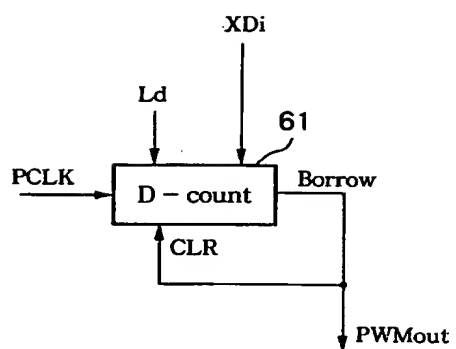 XDi
Ld
61
PCLK
D - count
Borrow
CLR
PWMout